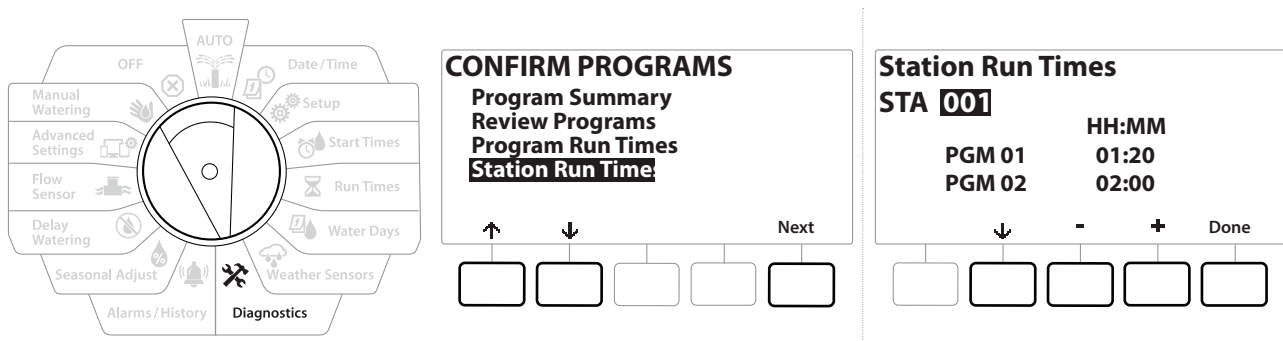 AUTO
OFF
Date / Time
Manual
Watering
Setup
Advanced
Settings
Start Times
Flow
Sensor
Run Times
Delay
Watering
Water Days
Seasonal Adjust
Weather Sensors
Alarms / History
Diagnostics
CONFIRM PROGRAMS
Program Summary
Review Programs
Program Run Times
Station Run Time
↑ ↓ Next
Station Run Times
STA 001
HH:MM
PGM 01 01:20
PGM 02 02:00
↓ - + Done